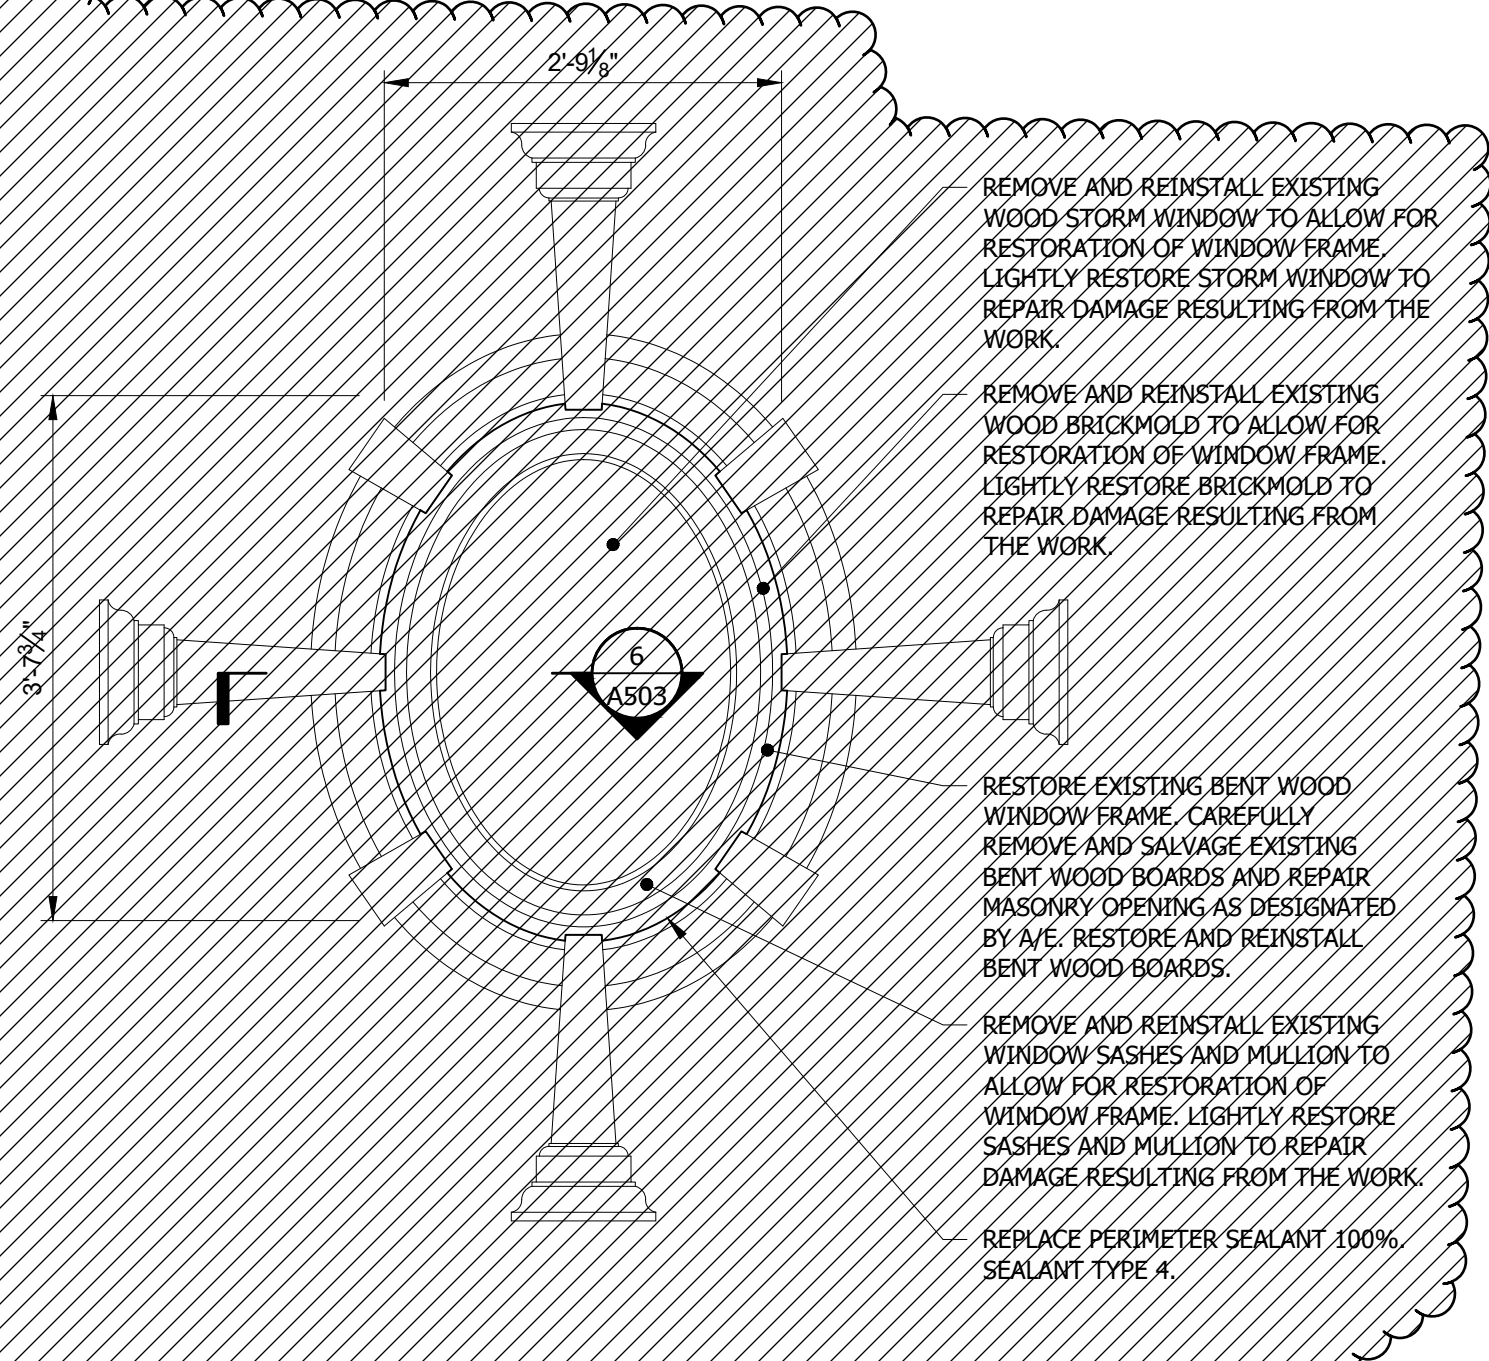 2'-9⅛"
REMOVE AND REINSTALL EXISTING
WOOD STORM WINDOW TO ALLOW FOR
RESTORATION OF WINDOW FRAME.
LIGHTLY RESTORE STORM WINDOW TO
REPAIR DAMAGE RESULTING FROM THE
WORK.
REMOVE AND REINSTALL EXISTING
WOOD BRICKMOLD TO ALLOW FOR
RESTORATION OF WINDOW FRAME.
LIGHTLY RESTORE BRICKMOLD TO
REPAIR DAMAGE RESULTING FROM
THE WORK.
3'-7¾"
6
A503
RESTORE EXISTING BENT WOOD
WINDOW FRAME. CAREFULLY
REMOVE AND SALVAGE EXISTING
BENT WOOD BOARDS AND REPAIR
MASONRY OPENING AS DESIGNATED
BY A/E. RESTORE AND REINSTALL
BENT WOOD BOARDS.
REMOVE AND REINSTALL EXISTING
WINDOW SASHES AND MULLION TO
ALLOW FOR RESTORATION OF
WINDOW FRAME. LIGHTLY RESTORE
SASHES AND MULLION TO REPAIR
DAMAGE RESULTING FROM THE WORK.
REPLACE PERIMETER SEALANT 100%.
SEALANT TYPE 4.